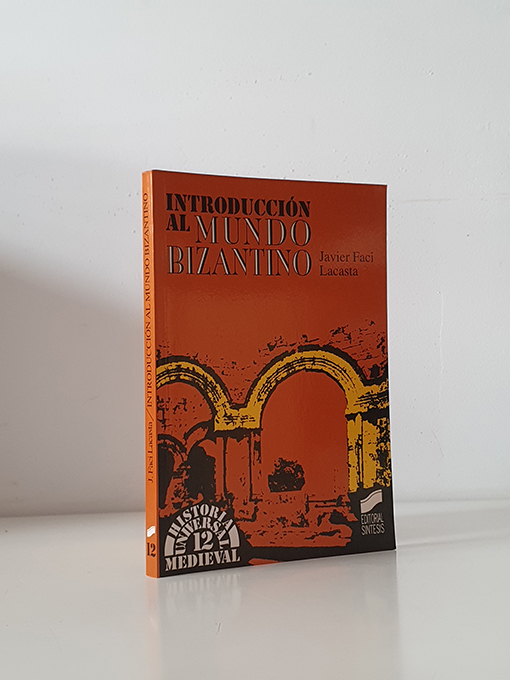 INTRODUCCIÓN
AL MUNDO
BIZANTINO
Javier Faci
Lacasta
HISTORIA
UNIVERSAL
12
MEDIEVAL
EDITORIAL
SINTESIS
J. Faci Lacasta / INTRODUCCIÓN AL MUNDO BIZANTINO
12